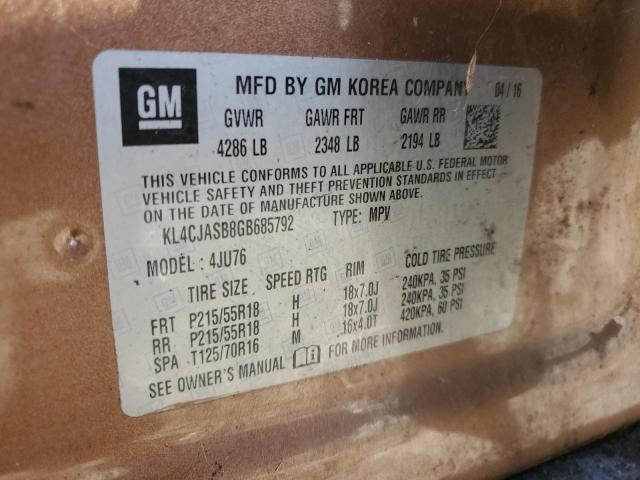 GM
MFD BY GM KOREA COMPANY 04/16
GVWR GAWR FRT GAWR RR
4286 LB 2348 LB 2194 LB
THIS VEHICLE CONFORMS TO ALL APPLICABLE U.S. FEDERAL MOTOR
VEHICLE SAFETY AND THEFT PREVENTION STANDARDS IN EFFECT
ON THE DATE OF MANUFACTURE SHOWN ABOVE.
KL4CJASB8GB685792 TYPE: MPV
MODEL: 4JU76
TIRE SIZE SPEED RTG RIM COLD TIRE PRESSURE
FRT P215/55R18 H 18x7.0J 240KPA, 35 PSI
RR P215/55R18 H 18x7.0J 240KPA, 35 PSI
SPA T125/70R16 M 16x4.0T 420KPA, 60 PSI
SEE OWNER'S MANUAL FOR MORE INFORMATION.